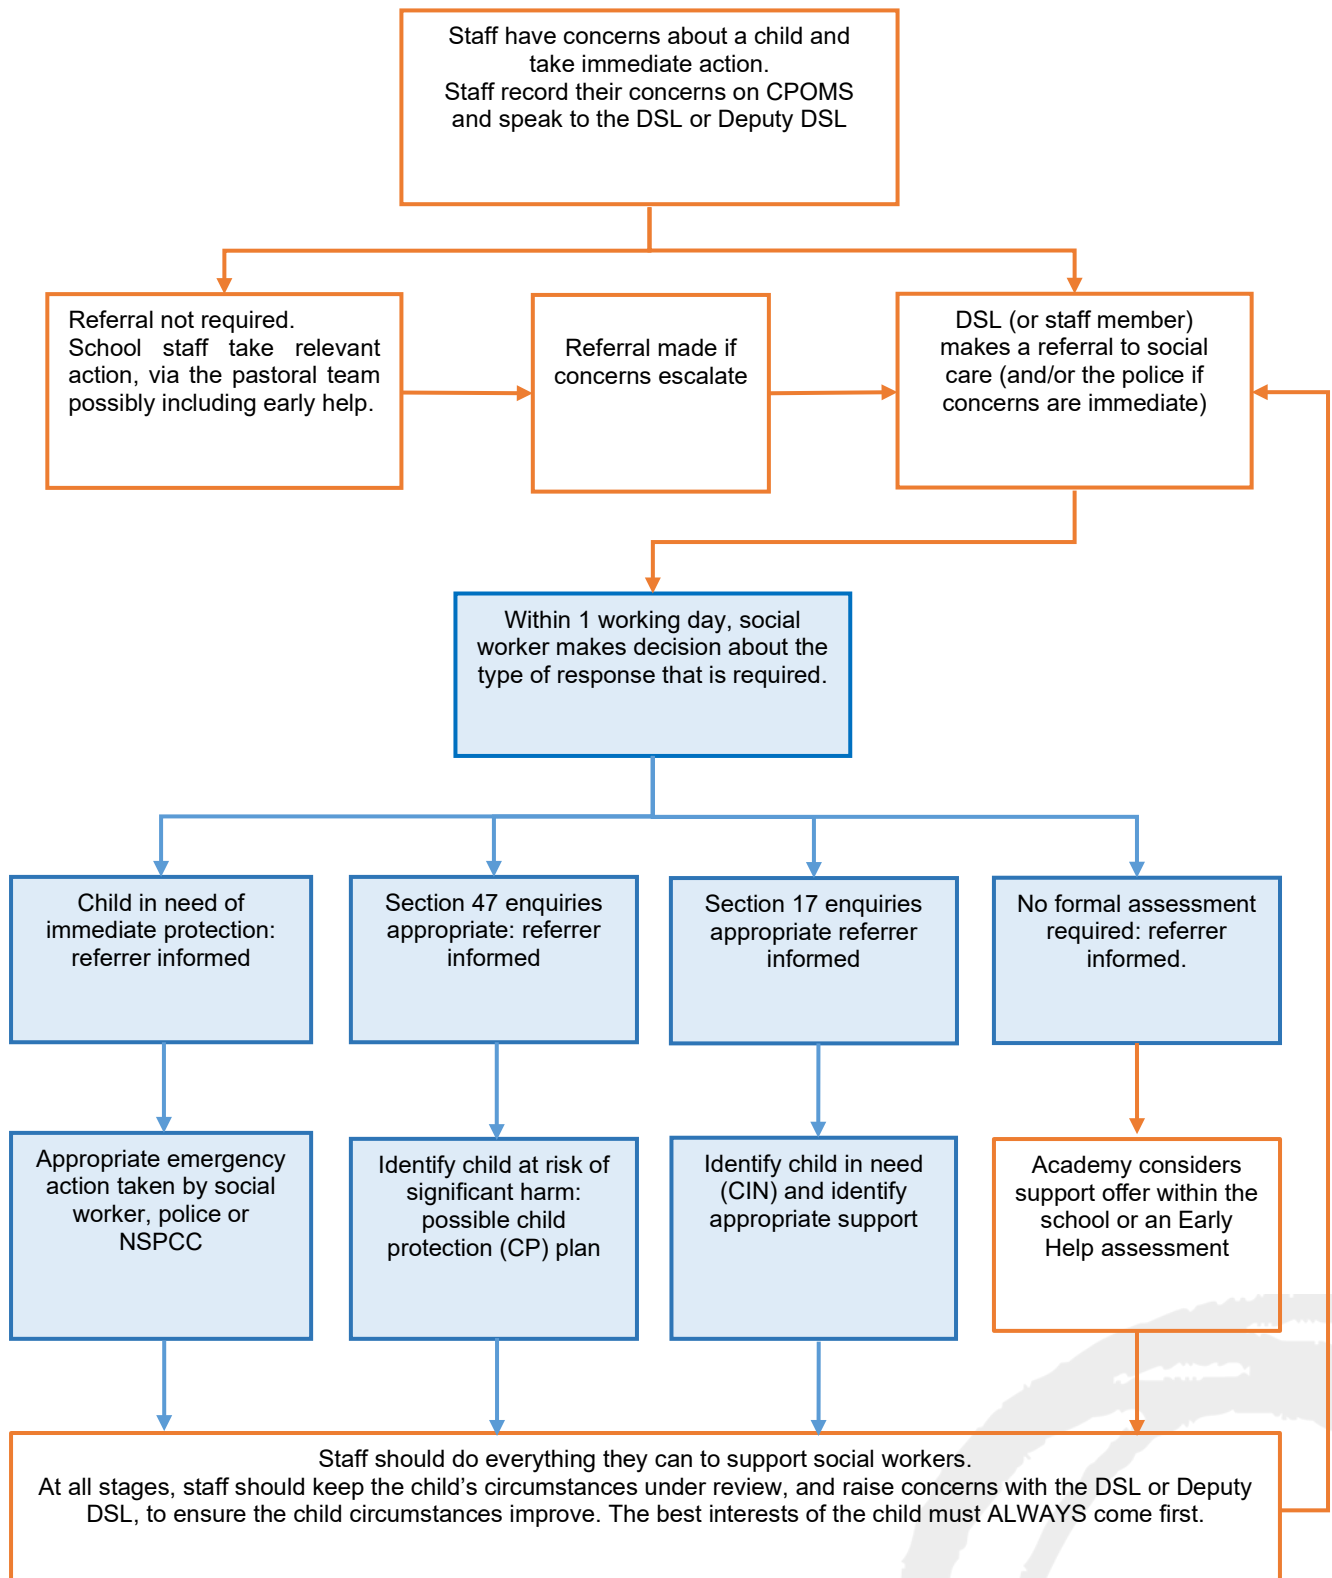 Staff have concerns about a child and
take immediate action.
Staff record their concerns on CPOMS
and speak to the DSL or Deputy DSL
Referral not required.
School staff take relevant
action, via the pastoral team
possibly including early help.
Referral made if
concerns escalate
DSL (or staff member)
makes a referral to social
care (and/or the police if
concerns are immediate)
Within 1 working day, social
worker makes decision about the
type of response that is required.
Child in need of
immediate protection:
referrer informed
Section 47 enquiries
appropriate: referrer
informed
Section 17 enquiries
appropriate referrer
informed
No formal assessment
required: referrer
informed.
Appropriate emergency
action taken by social
worker, police or
NSPCC
Identify child at risk of
significant harm:
possible child
protection (CP) plan
Identify child in need
(CIN) and identify
appropriate support
Academy considers
support offer within the
school or an Early
Help assessment
Staff should do everything they can to support social workers.
At all stages, staff should keep the child’s circumstances under review, and raise concerns with the DSL or Deputy
DSL, to ensure the child circumstances improve. The best interests of the child must ALWAYS come first.